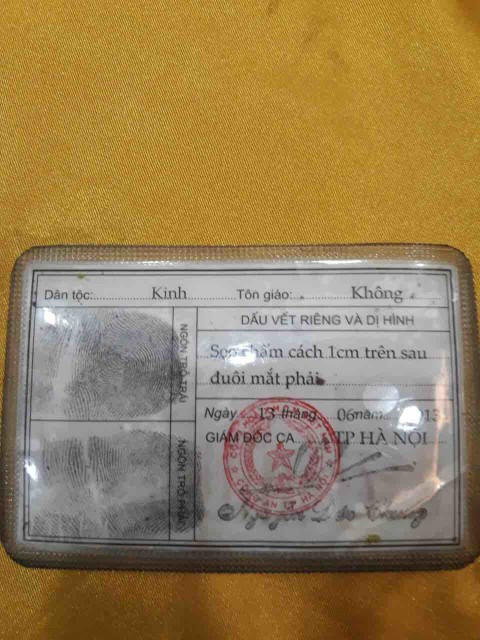 Dân tộc: Kinh Tôn giáo: Không
DẤU VẾT RIÊNG VÀ DỊ HÌNH
NGÓN TRỎ TRÁI
Sẹo chấm cách 1cm trên sau
đuôi mắt phải
Ngày 13 tháng 06 năm 2013
GIÁM ĐỐC CA TP HÀ NỘI
NGÓN TRỎ PHẢI